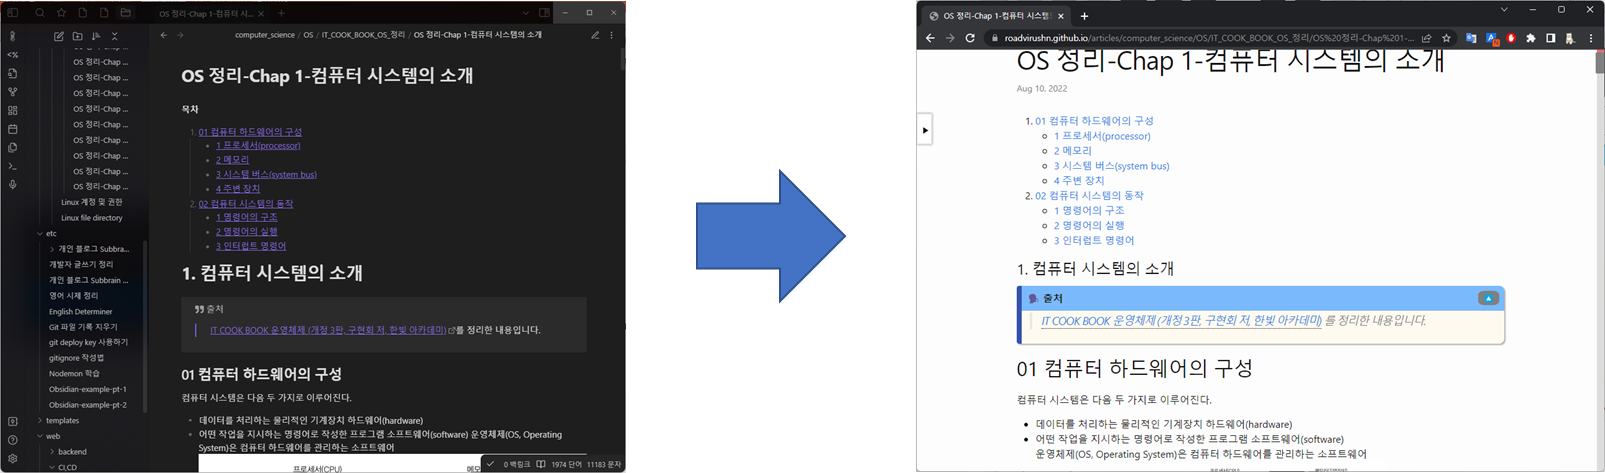 OS 정리-Chap 1-컴퓨터 시스템의 소개
computer_science / OS / IT_COOK_BOOK_OS_정리 / OS 정리-Chap 1-컴퓨터 시스템의 소개
OS 정리-Chap ...
OS 정리-Chap ...
OS 정리-Chap ...
OS 정리-Chap ...
OS 정리-Chap ...
OS 정리-Chap ...
OS 정리-Chap ...
OS 정리-Chap ...
OS 정리-Chap ...
OS 정리-Chap ...
Linux 계정 및 권한
Linux file directory
etc
개인 블로그 Subbra...
개발자 글쓰기 정리
개인 블로그 Subbrain ...
영어 시제 정리
English Determiner
Git 파일 기록 지우기
git deploy key 사용하기
gitignore 작성법
Nodemon 학습
Obsidian-example-pt-1
Obsidian-example-pt-2
templates
web
backend
CI,CD
OS 정리-Chap 1-컴퓨터 시스템의 소개
목차
1. 01 컴퓨터 하드웨어의 구성
1 프로세서(processor)
2 메모리
3 시스템 버스(system bus)
4 주변 장치
2. 02 컴퓨터 시스템의 동작
1 명령어의 구조
2 명령어의 실행
3 인터럽트 명령어
1. 컴퓨터 시스템의 소개
출처
IT COOK BOOK 운영체제 (개정 3판, 구현회 저, 한빛 아카데미)를 정리한 내용입니다.
01 컴퓨터 하드웨어의 구성
컴퓨터 시스템은 다음 두 가지로 이루어진다.
데이터를 처리하는 물리적인 기계장치 하드웨어(hardware)
어떤 작업을 지시하는 명령어로 작성한 프로그램 소프트웨어(software) 운영체제(OS, Operating
System)은 컴퓨터 하드웨어를 관리하는 소프트웨어
프로세서(CPU)
0 백링크 1974 단어 11183 문자
OS 정리-Chap 1-컴퓨터 시스템
roadvirushn.github.io/articles/computer_science/OS/IT_COOK_BOOK_OS_정리/OS%20정리-Chap%201-...
OS 정리-Chap 1-컴퓨터 시스템의 소개
Aug 10, 2022
1. 01 컴퓨터 하드웨어의 구성
1 프로세서(processor)
2 메모리
3 시스템 버스(system bus)
4 주변 장치
2. 02 컴퓨터 시스템의 동작
1 명령어의 구조
2 명령어의 실행
3 인터럽트 명령어
1. 컴퓨터 시스템의 소개
출처
IT COOK BOOK 운영체제 (개정 3판, 구현회 저, 한빛 아카데미) 를 정리한 내용입니다.
01 컴퓨터 하드웨어의 구성
컴퓨터 시스템은 다음 두 가지로 이루어진다.
데이터를 처리하는 물리적인 기계장치 하드웨어(hardware)
어떤 작업을 지시하는 명령어로 작성한 프로그램 소프트웨어(software)
운영체제(OS, Operating System)은 컴퓨터 하드웨어를 관리하는 소프트웨어